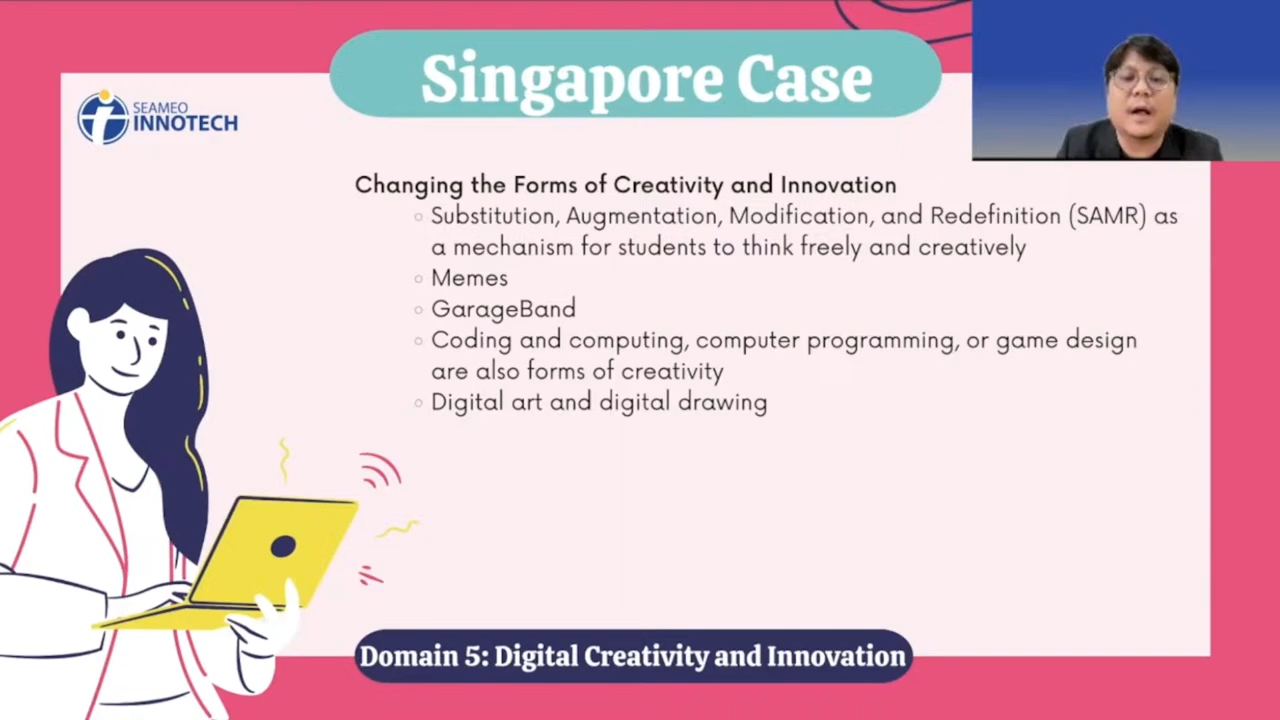 Singapore Case
SEAMEO
INNOTECH
Changing the Forms of Creativity and Innovation
Substitution, Augmentation, Modification, and Redefinition (SAMR) as
a mechanism for students to think freely and creatively
Memes
GarageBand
Coding and computing, computer programming, or game design
are also forms of creativity
Digital art and digital drawing
Domain 5: Digital Creativity and Innovation